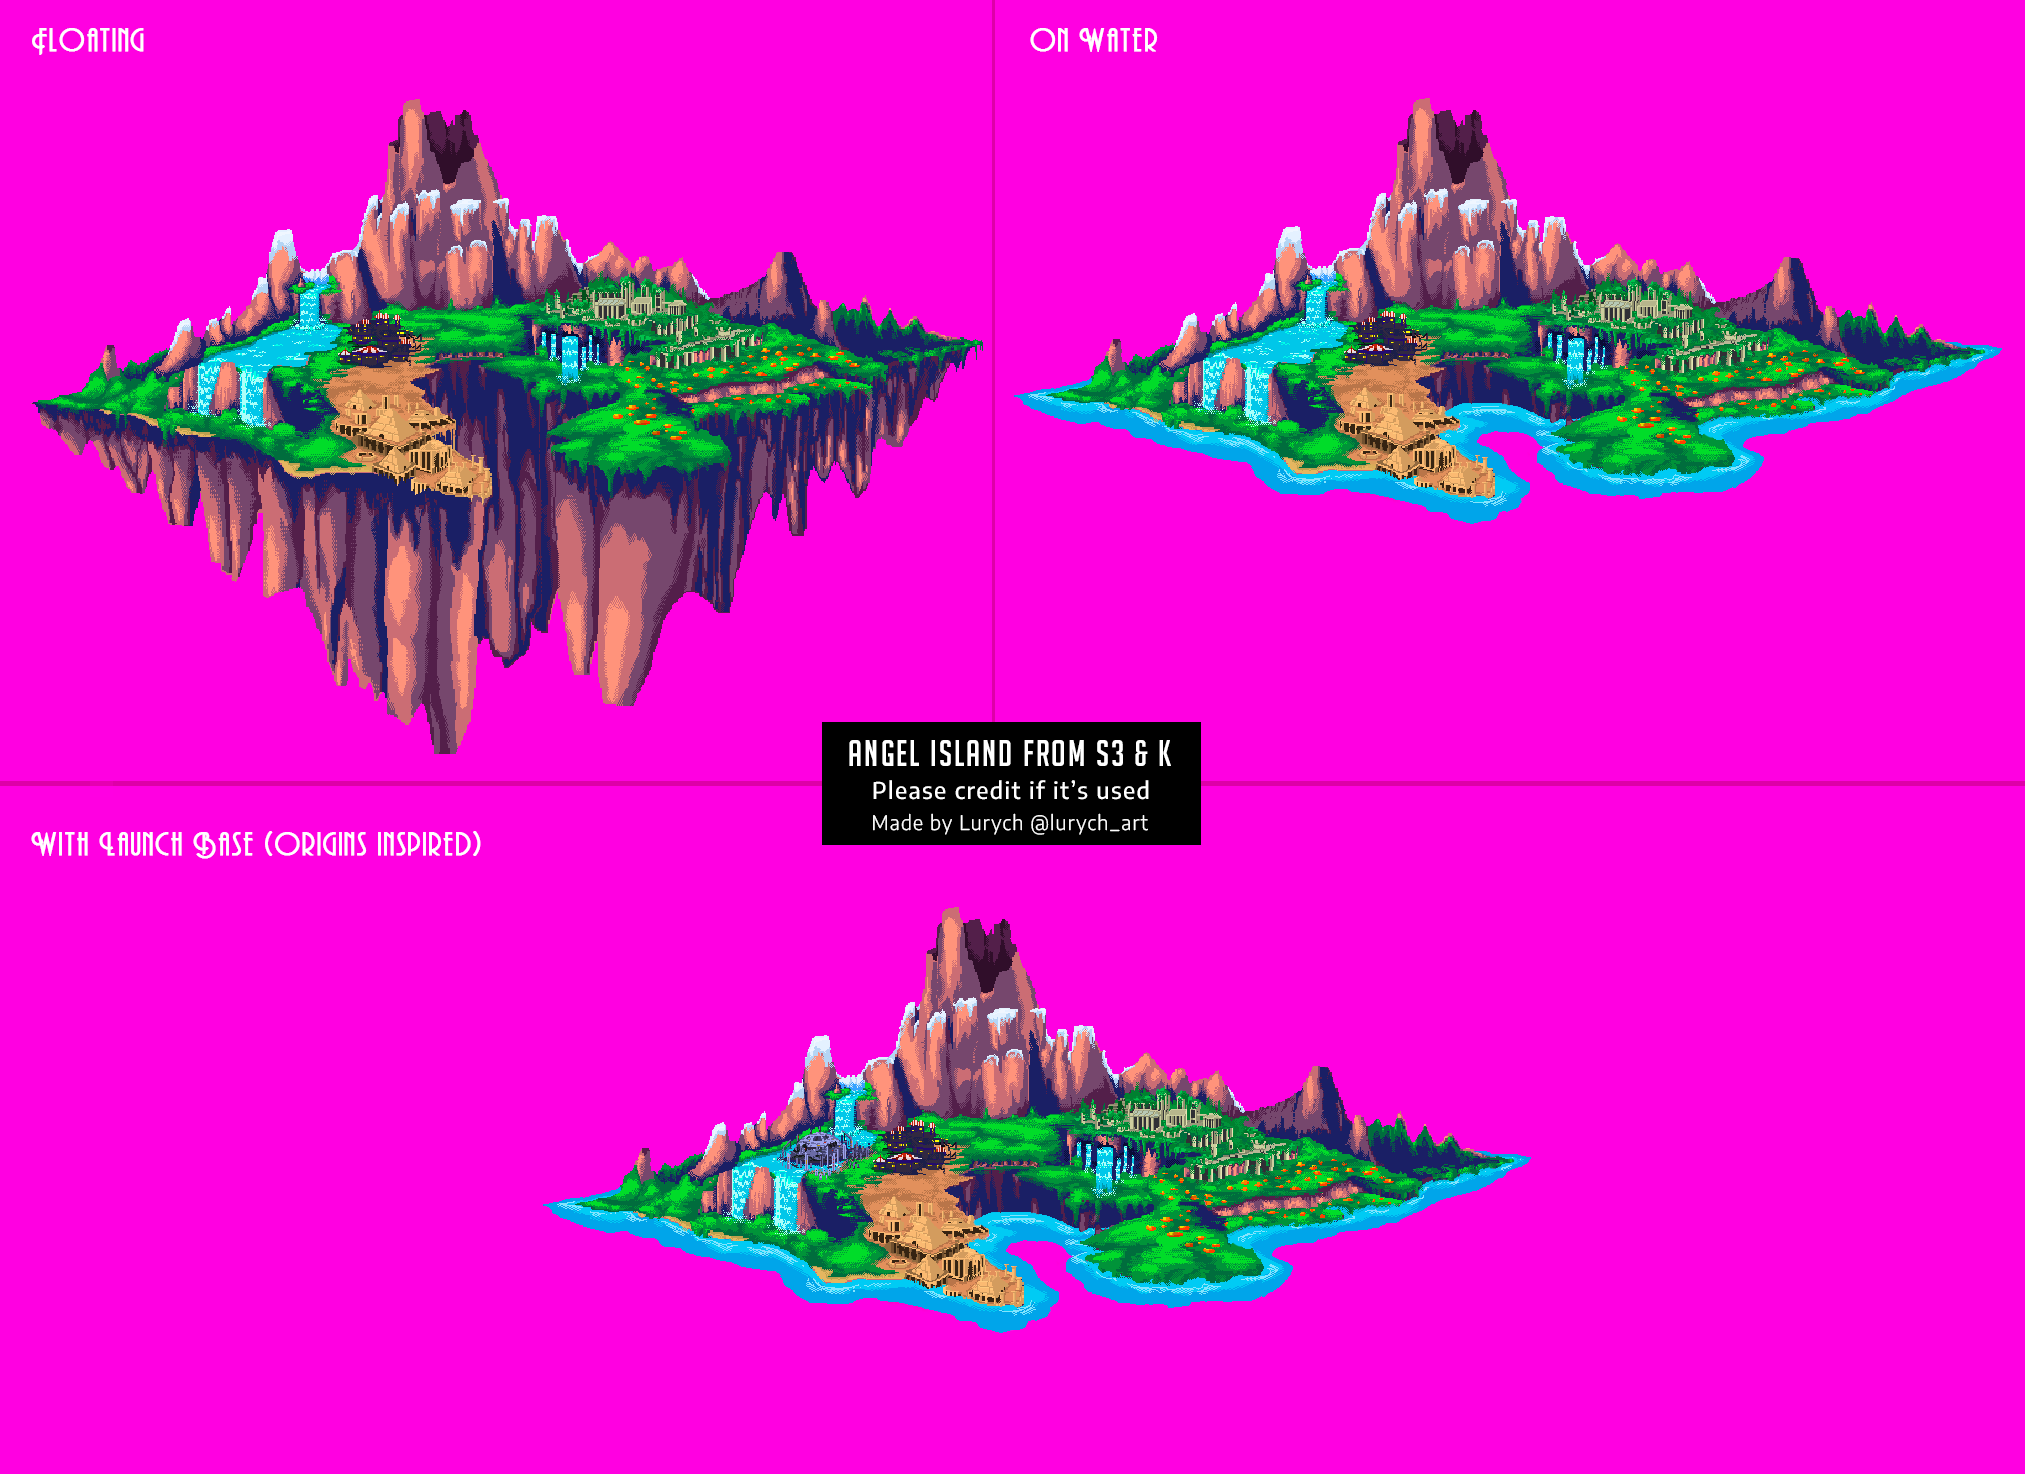 FLOATING
ON WATER
ANGEL ISLAND FROM S3 & K
Please credit if it's used
Made by Lurych @lurych_art
WITH LAUNCH BASE (ORIGINS INSPIRED)